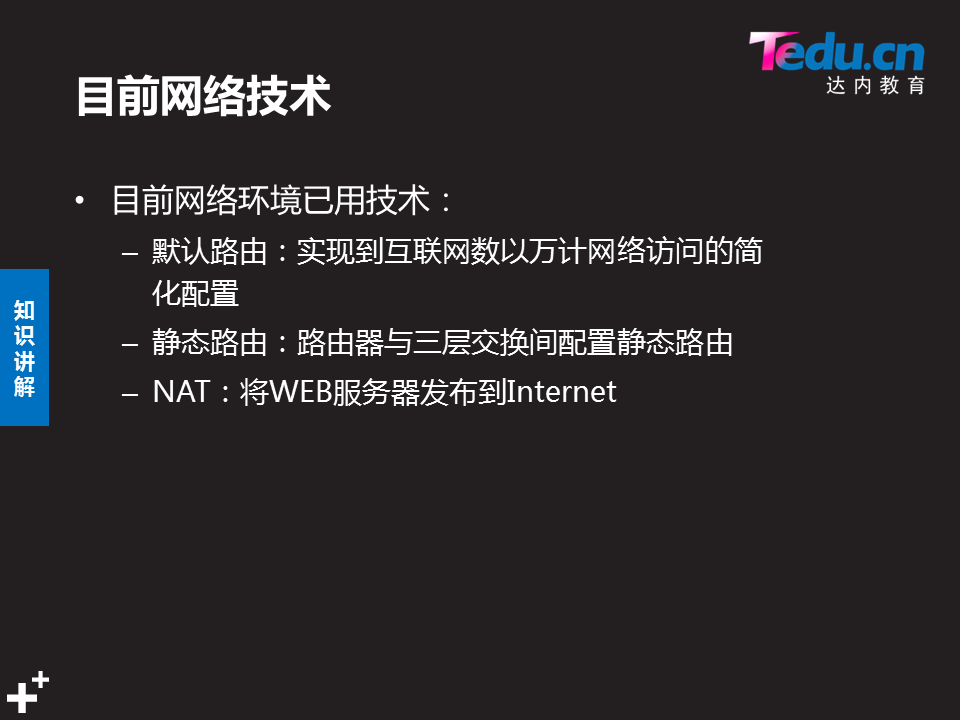 Tedu.cn
达内教育
目前网络技术
• 目前网络环境已用技术：
– 默认路由：实现到互联网数以万计网络访问的简
化配置
– 静态路由：路由器与三层交换间配置静态路由
– NAT：将WEB服务器发布到Internet
知
识
讲
解